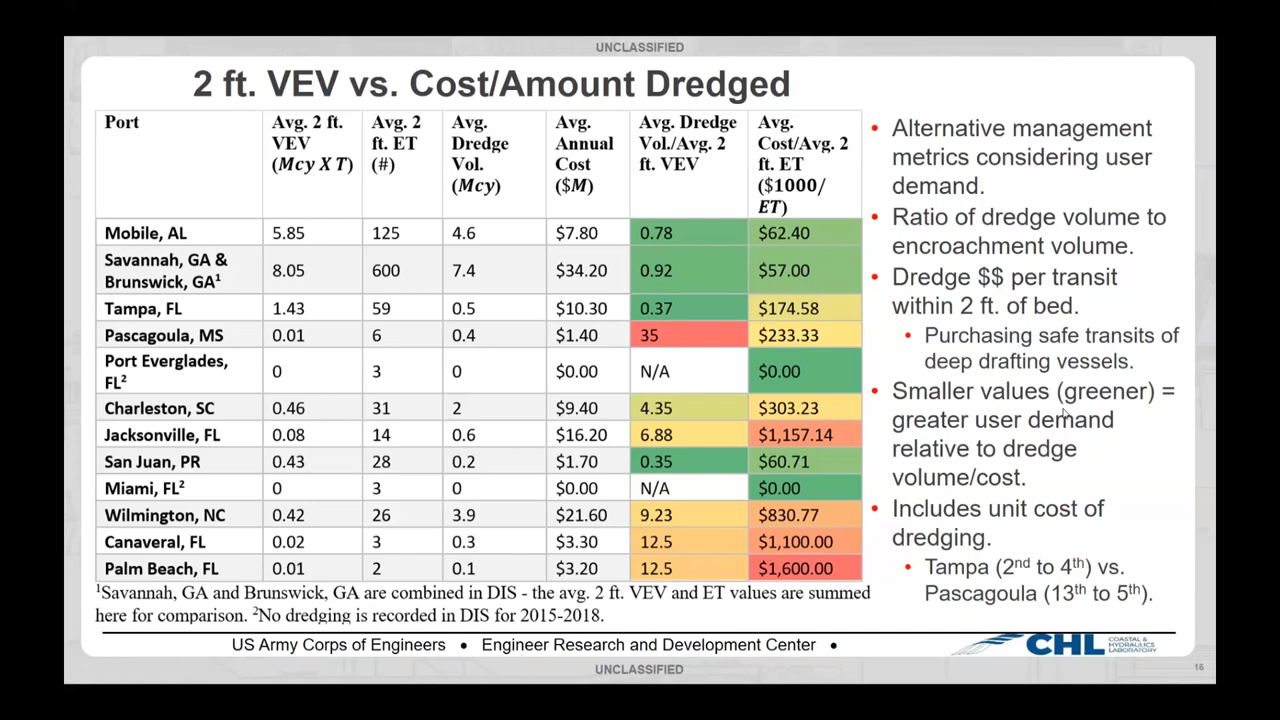 UNCLASSIFIED
2 ft. VEV vs. Cost/Amount Dredged
Port Avg. 2 ft. VEV (Mcy X T) Avg. 2 ft. ET (#) Avg. Dredge Vol. (Mcy) Avg. Annual Cost ($M) Avg. Dredge Vol./Avg. 2 ft. VEV Avg. Cost/Avg. 2 ft. ET ($1000/ET)
Mobile, AL 5.85 125 4.6 $7.80 0.78 $62.40
Savannah, GA & Brunswick, GA¹ 8.05 600 7.4 $34.20 0.92 $57.00
Tampa, FL 1.43 59 0.5 $10.30 0.37 $174.58
Pascagoula, MS 0.01 6 0.4 $1.40 35 $233.33
Port Everglades, FL² 0 3 0 $0.00 N/A $0.00
Charleston, SC 0.46 31 2 $9.40 4.35 $303.23
Jacksonville, FL 0.08 14 0.6 $16.20 6.88 $1,157.14
San Juan, PR 0.43 28 0.2 $1.70 0.35 $60.71
Miami, FL² 0 3 0 $0.00 N/A $0.00
Wilmington, NC 0.42 26 3.9 $21.60 9.23 $830.77
Canaveral, FL 0.02 3 0.3 $3.30 12.5 $1,100.00
Palm Beach, FL 0.01 2 0.1 $3.20 12.5 $1,600.00
¹Savannah, GA and Brunswick, GA are combined in DIS - the avg. 2 ft. VEV and ET values are summed
here for comparison. ²No dredging is recorded in DIS for 2015-2018.
• Alternative management
metrics considering user
demand.
• Ratio of dredge volume to
encroachment volume.
• Dredge $$ per transit
within 2 ft. of bed.
• Purchasing safe transits of
deep drafting vessels.
• Smaller values (greener) =
greater user demand
relative to dredge
volume/cost.
• Includes unit cost of
dredging.
• Tampa (2nd to 4th) vs.
Pascagoula (13th to 5th).
US Army Corps of Engineers • Engineer Research and Development Center •
CHL COASTAL & HYDRAULICS LABORATORY
UNCLASSIFIED
16